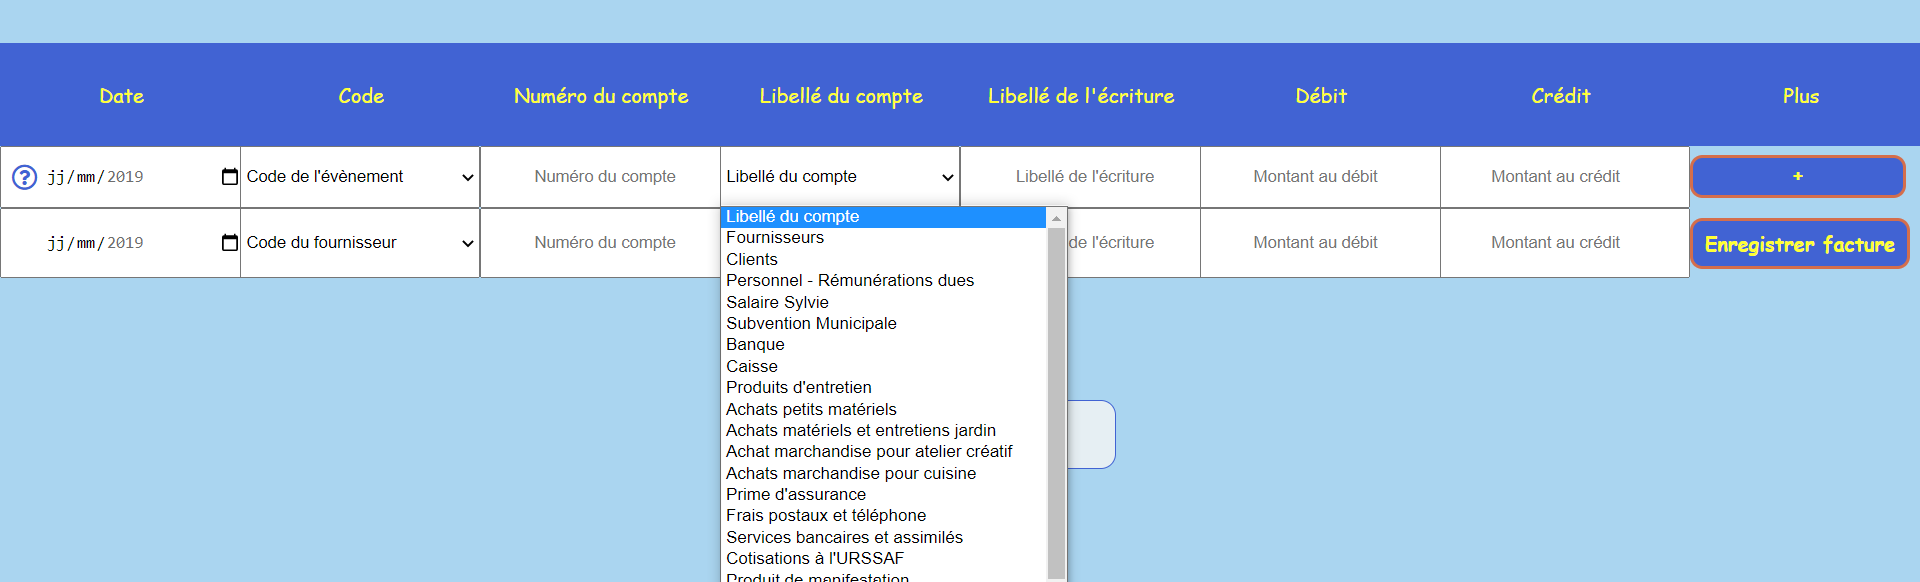 Date Code Numéro du compte Libellé du compte Libellé de l'écriture Débit Crédit Plus
jj/mm/2019 Code de l'évènement Numéro du compte Libellé du compte Libellé de l'écriture Montant au débit Montant au crédit +
jj/mm/2019 Code du fournisseur Numéro du compte de l'écriture Montant au débit Montant au crédit Enregistrer facture
Libellé du compte
Fournisseurs
Clients
Personnel - Rémunérations dues
Salaire Sylvie
Subvention Municipale
Banque
Caisse
Produits d'entretien
Achats petits matériels
Achats matériels et entretiens jardin
Achat marchandise pour atelier créatif
Achats marchandise pour cuisine
Prime d'assurance
Frais postaux et téléphone
Services bancaires et assimilés
Cotisations à l'URSSAF
Produit de manifestation